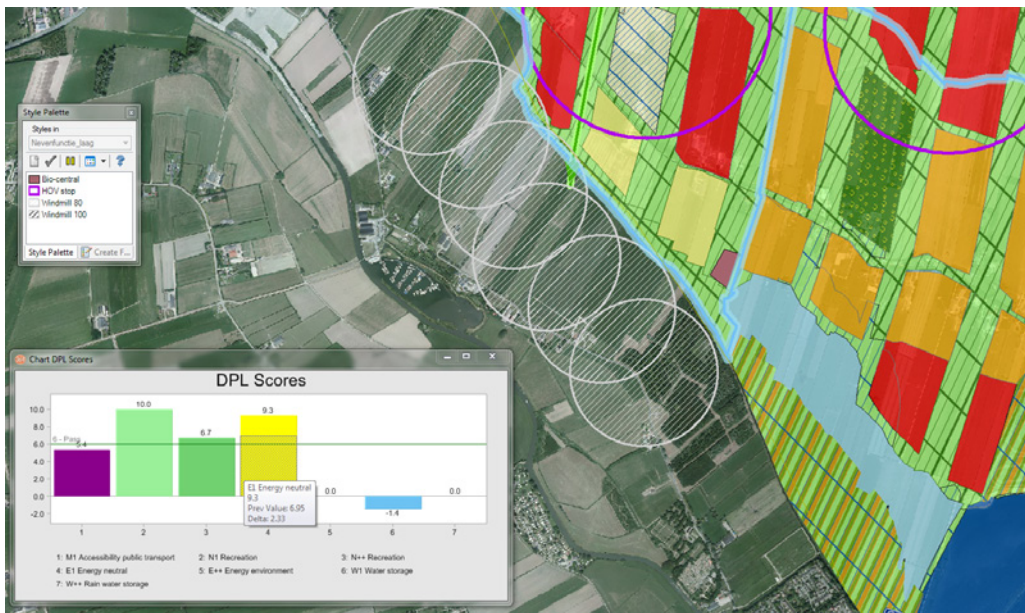 Style Palette
Styles in
Nevenfunctie_laag
Bio-central
HOV stop
Windmill 80
Windmill 100
Style Palette
Create F...
Chart DPL Scores
DPL Scores
10.0
8.0
6.0
4.0
2.0
0.0
-2.0
6 - Pass
5.4
10.0
6.7
9.3
0.0
-1.4
0.0
E1 Energy neutral
9.3
Prev Value: 6.95
Delta: 2.33
1 2 3 4 5 6 7
1: M1 Accessibility public transport 2: N1 Recreation 3: N++ Recreation
4: E1 Energy neutral 5: E++ Energy environment 6: W1 Water storage
7: W++ Rain water storage